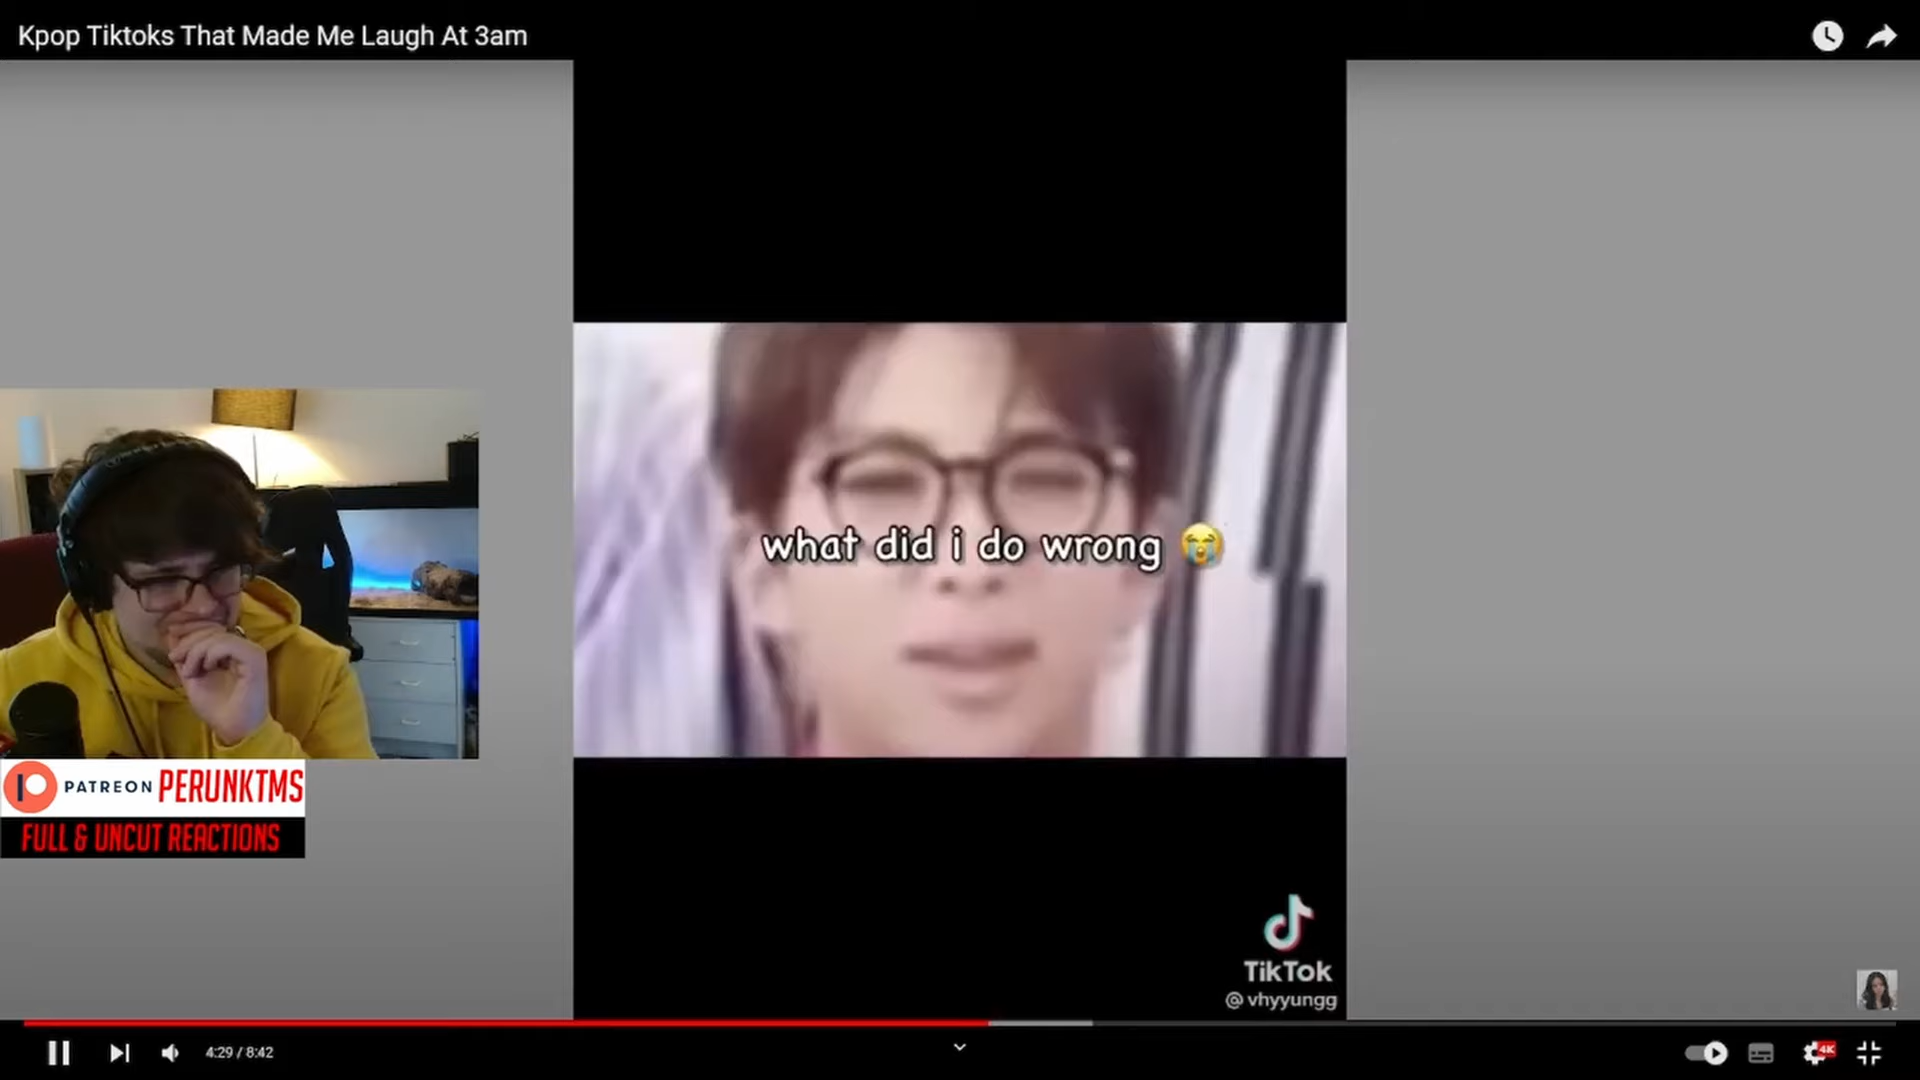 Kpop Tiktoks That Made Me Laugh At 3am
what did i do wrong 😭
PATREON PERUNKTMS
FULL & UNCUT REACTIONS
TikTok
@vhyyungg
4:29 / 8:42
4K